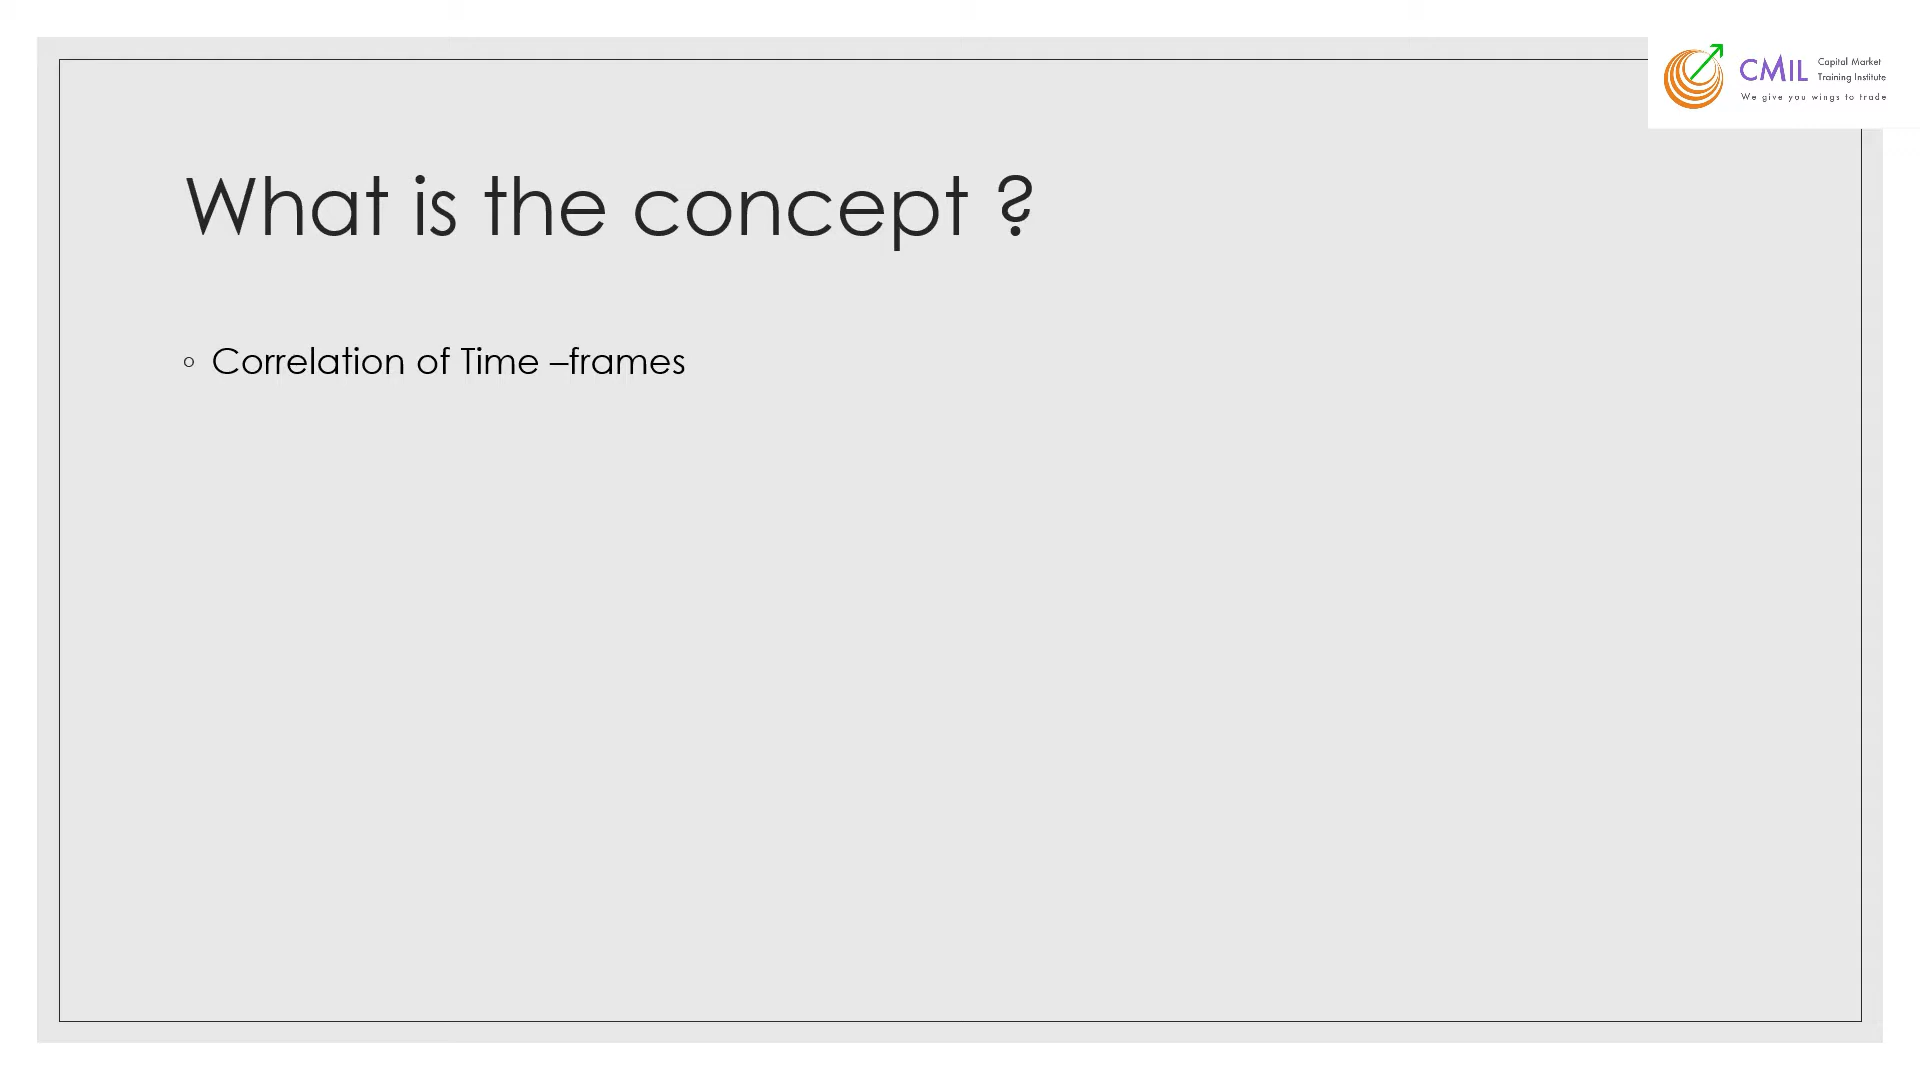 CMIL Capital Market
Training Institute
We give you wings to trade
What is the concept ?
◦ Correlation of Time –frames